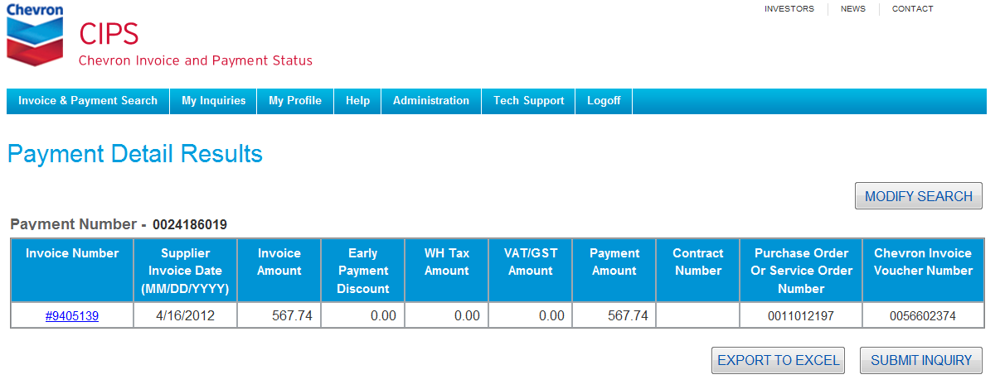 Chevron
INVESTORS NEWS CONTACT
CIPS
Chevron Invoice and Payment Status
Invoice & Payment Search My Inquiries My Profile Help Administration Tech Support Logoff
Payment Detail Results
MODIFY SEARCH
Payment Number - 0024186019
Invoice Number Supplier Invoice Early WH Tax VAT/GST Payment Contract Purchase Order Chevron Invoice
Invoice Date Amount Payment Amount Amount Amount Number Or Service Order Voucher Number
(MM/DD/YYYY) Discount Number
#9405139 4/16/2012 567.74 0.00 0.00 0.00 567.74 0011012197 0056602374
EXPORT TO EXCEL SUBMIT INQUIRY